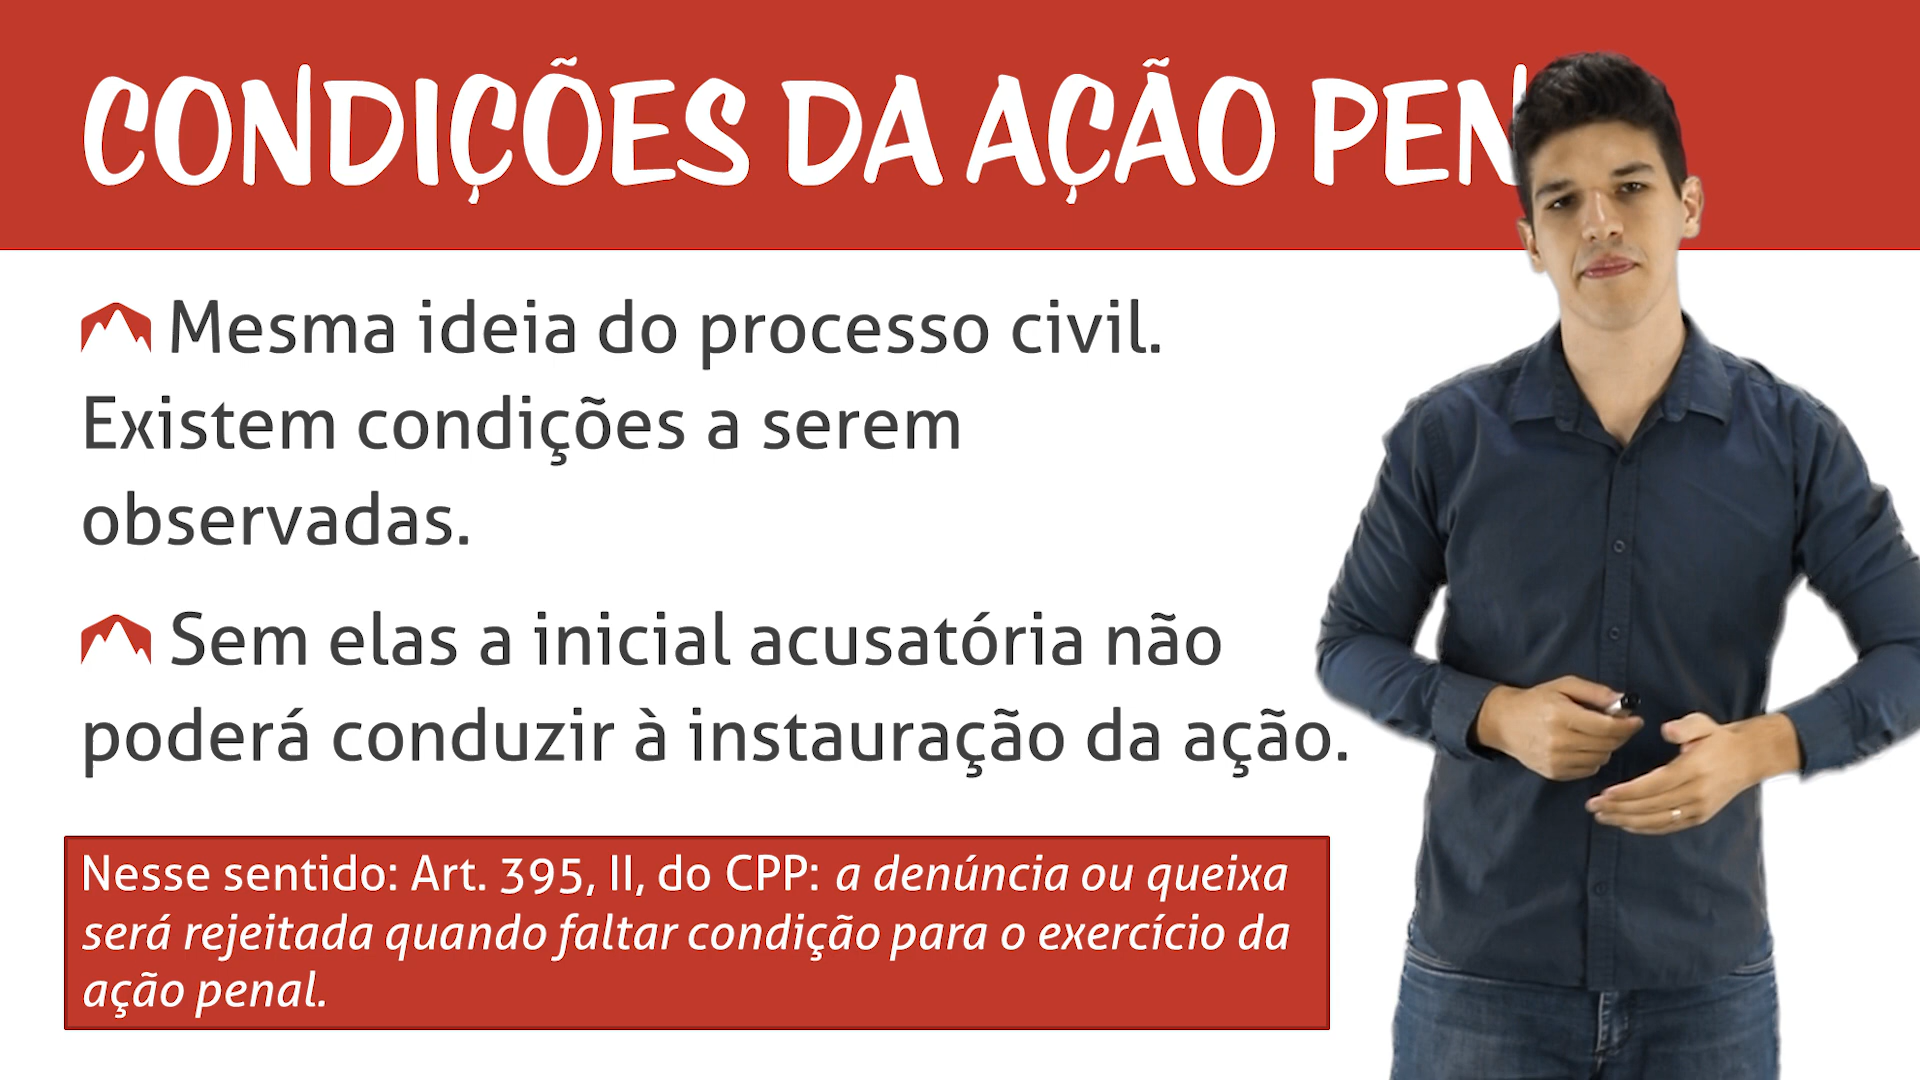 CONDIÇÕES DA AÇÃO PEN
Mesma ideia do processo civil.
Existem condições a serem
observadas.
Sem elas a inicial acusatória não
poderá conduzir à instauração da ação.
Nesse sentido: Art. 395, II, do CPP: a denúncia ou queixa
será rejeitada quando faltar condição para o exercício da
ação penal.